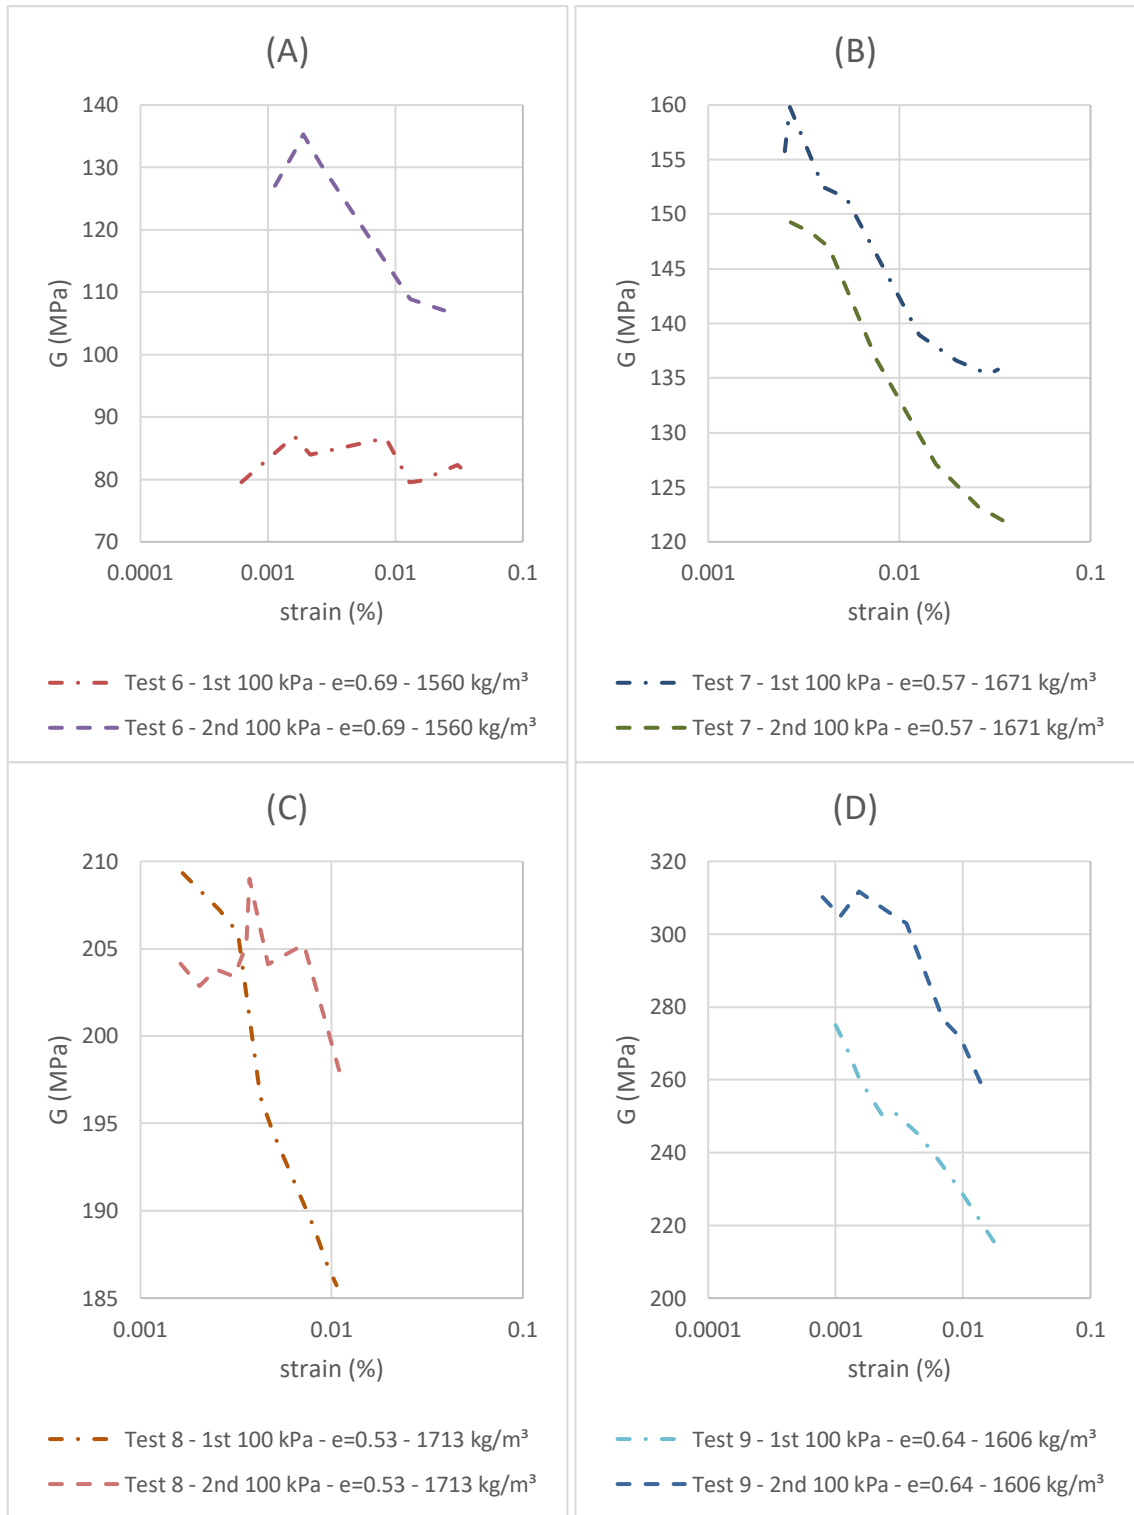 (A)
140
130
120
110
100
90
80
70
G (MPa)
0.0001 0.001 0.01 0.1
strain (%)
Test 6 - 1st 100 kPa - e=0.69 - 1560 kg/m³
Test 6 - 2nd 100 kPa - e=0.69 - 1560 kg/m³
(B)
160
155
150
145
140
135
130
125
120
G (MPa)
0.001 0.01 0.1
strain (%)
Test 7 - 1st 100 kPa - e=0.57 - 1671 kg/m³
Test 7 - 2nd 100 kPa - e=0.57 - 1671 kg/m³
(C)
210
205
200
195
190
185
G (MPa)
0.001 0.01 0.1
strain (%)
Test 8 - 1st 100 kPa - e=0.53 - 1713 kg/m³
Test 8 - 2nd 100 kPa - e=0.53 - 1713 kg/m³
(D)
320
300
280
260
240
220
200
G (MPa)
0.0001 0.001 0.01 0.1
strain (%)
Test 9 - 1st 100 kPa - e=0.64 - 1606 kg/m³
Test 9 - 2nd 100 kPa - e=0.64 - 1606 kg/m³